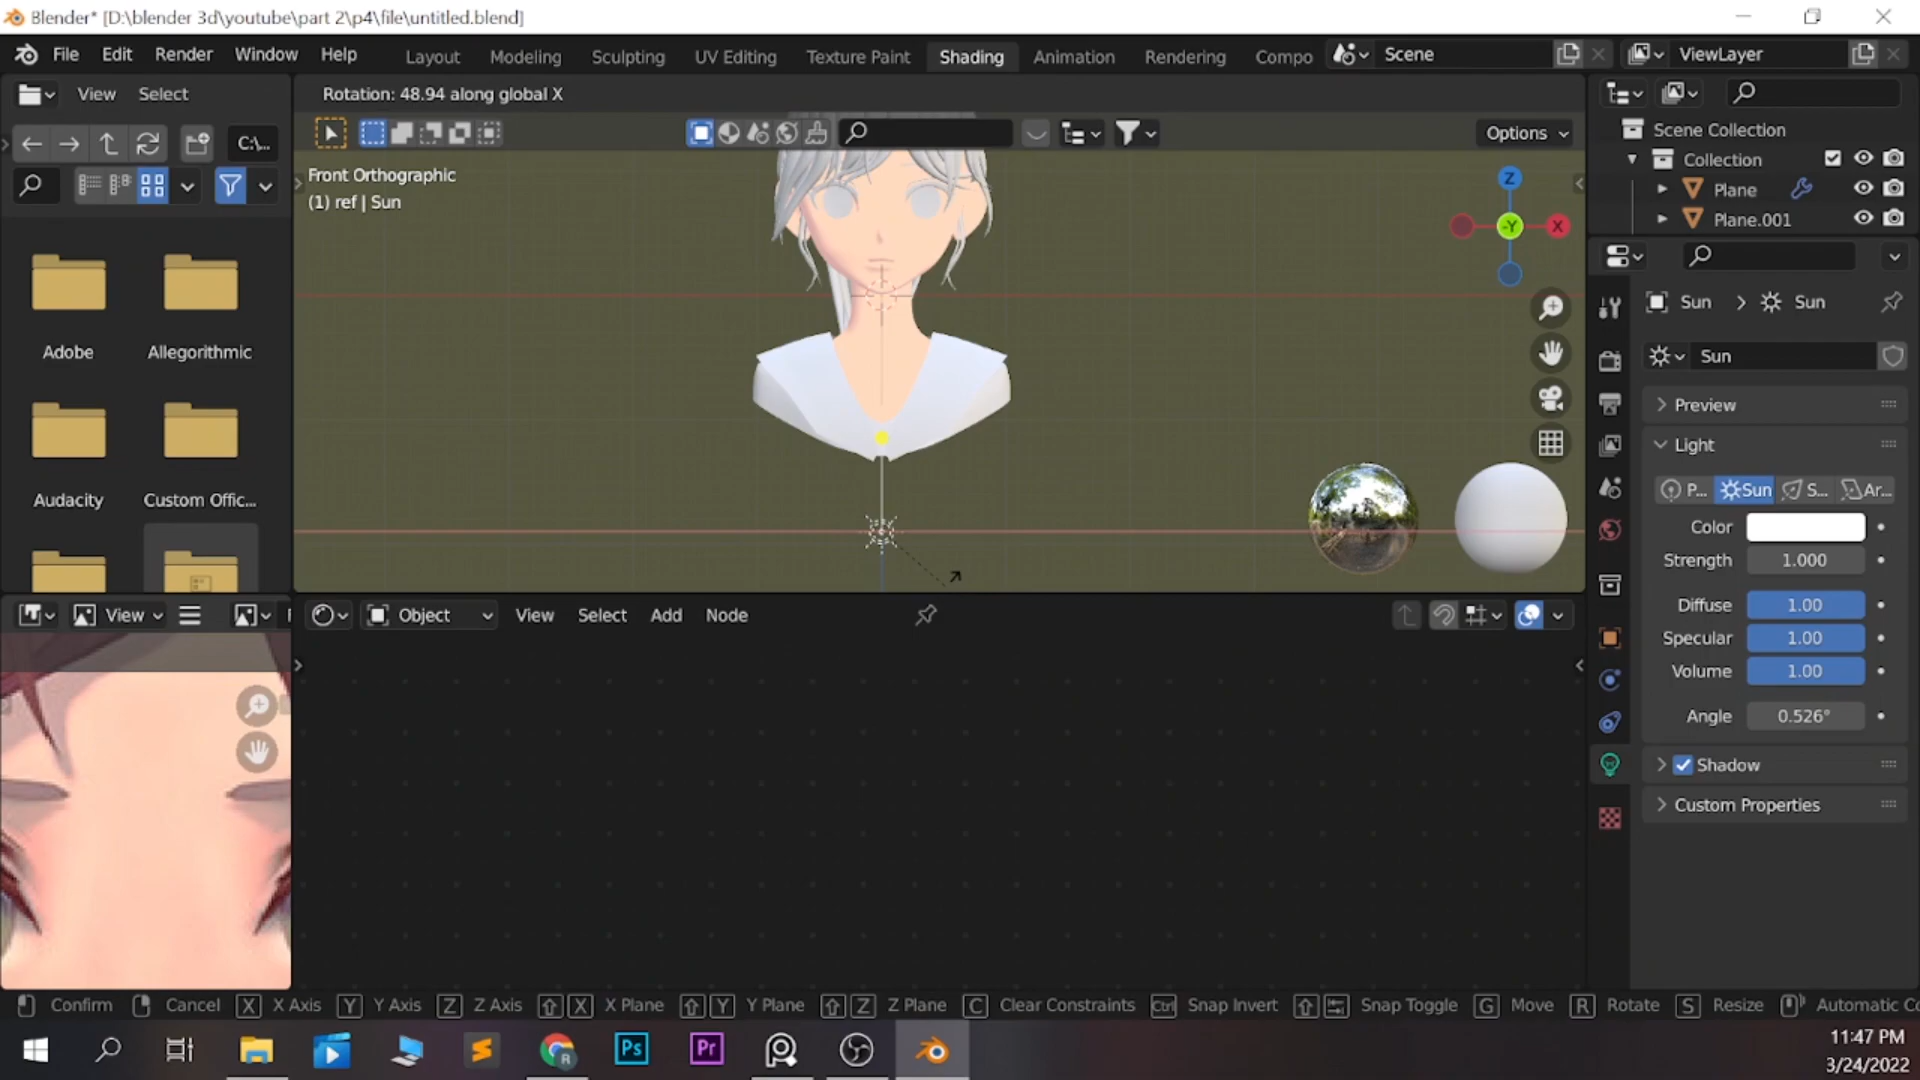 Blender* [D:\blender 3d\youtube\part 2\p4\file\untitled.blend]
File Edit Render Window Help Layout Modeling Sculpting UV Editing Texture Paint Shading Animation Rendering Compo Scene ViewLayer
View Select Rotation: 48.94 along global X
C:\...
Options
Front Orthographic
(1) ref | Sun
Z
-Y
X
Scene Collection
Collection
Plane
Plane.001
Adobe
Allegorithmic
Audacity
Custom Offic...
Sun > Sun
Sun
Preview
Light
P... Sun S... Ar...
Color
Strength 1.000
Diffuse 1.00
Specular 1.00
Volume 1.00
Angle 0.526°
Shadow
Custom Properties
View
Object View Select Add Node
Confirm Cancel X X Axis Y Y Axis Z Z Axis X X Plane Y Y Plane Z Z Plane C Clear Constraints Ctrl Snap Invert Snap Toggle G Move R Rotate S Resize Automatic Co
R Ps Pr
11:47 PM
3/24/2022